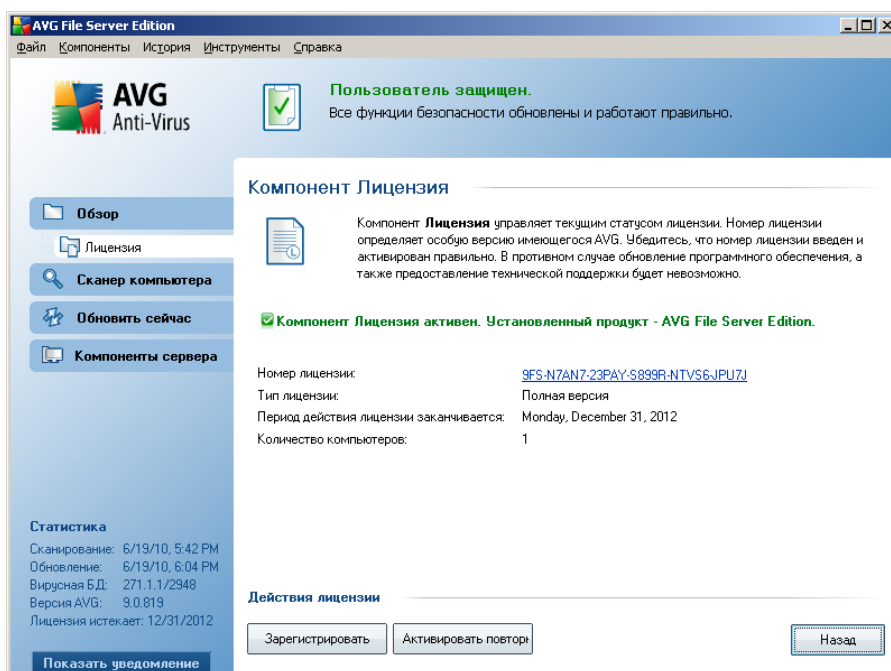 AVG File Server Edition
Файл Компоненты История Инструменты Справка
AVG
Anti-Virus
Пользователь защищен.
Все функции безопасности обновлены и работают правильно.
Обзор
Лицензия
Сканер компьютера
Обновить сейчас
Компоненты сервера
Компонент Лицензия
Компонент Лицензия управляет текущим статусом лицензии. Номер лицензии
определяет особую версию имеющегося AVG. Убедитесь, что номер лицензии введен и
активирован правильно. В противном случае обновление программного обеспечения, а
также предоставление технической поддержки будет невозможно.
Компонент Лицензия активен. Установленный продукт - AVG File Server Edition.
Номер лицензии: 9FS-N7AN7-23PAY-S899R-NTVS6-JPU7J
Тип лицензии: Полная версия
Период действия лицензии заканчивается: Monday, December 31, 2012
Количество компьютеров: 1
Статистика
Сканирование: 6/19/10, 5:42 PM
Обновление: 6/19/10, 6:04 PM
Вирусная БД: 271.1.1/2948
Версия AVG: 9.0.819
Лицензия истекает: 12/31/2012
Показать уведомление
Действия лицензии
Зарегистрировать
Активировать повторн
Назад